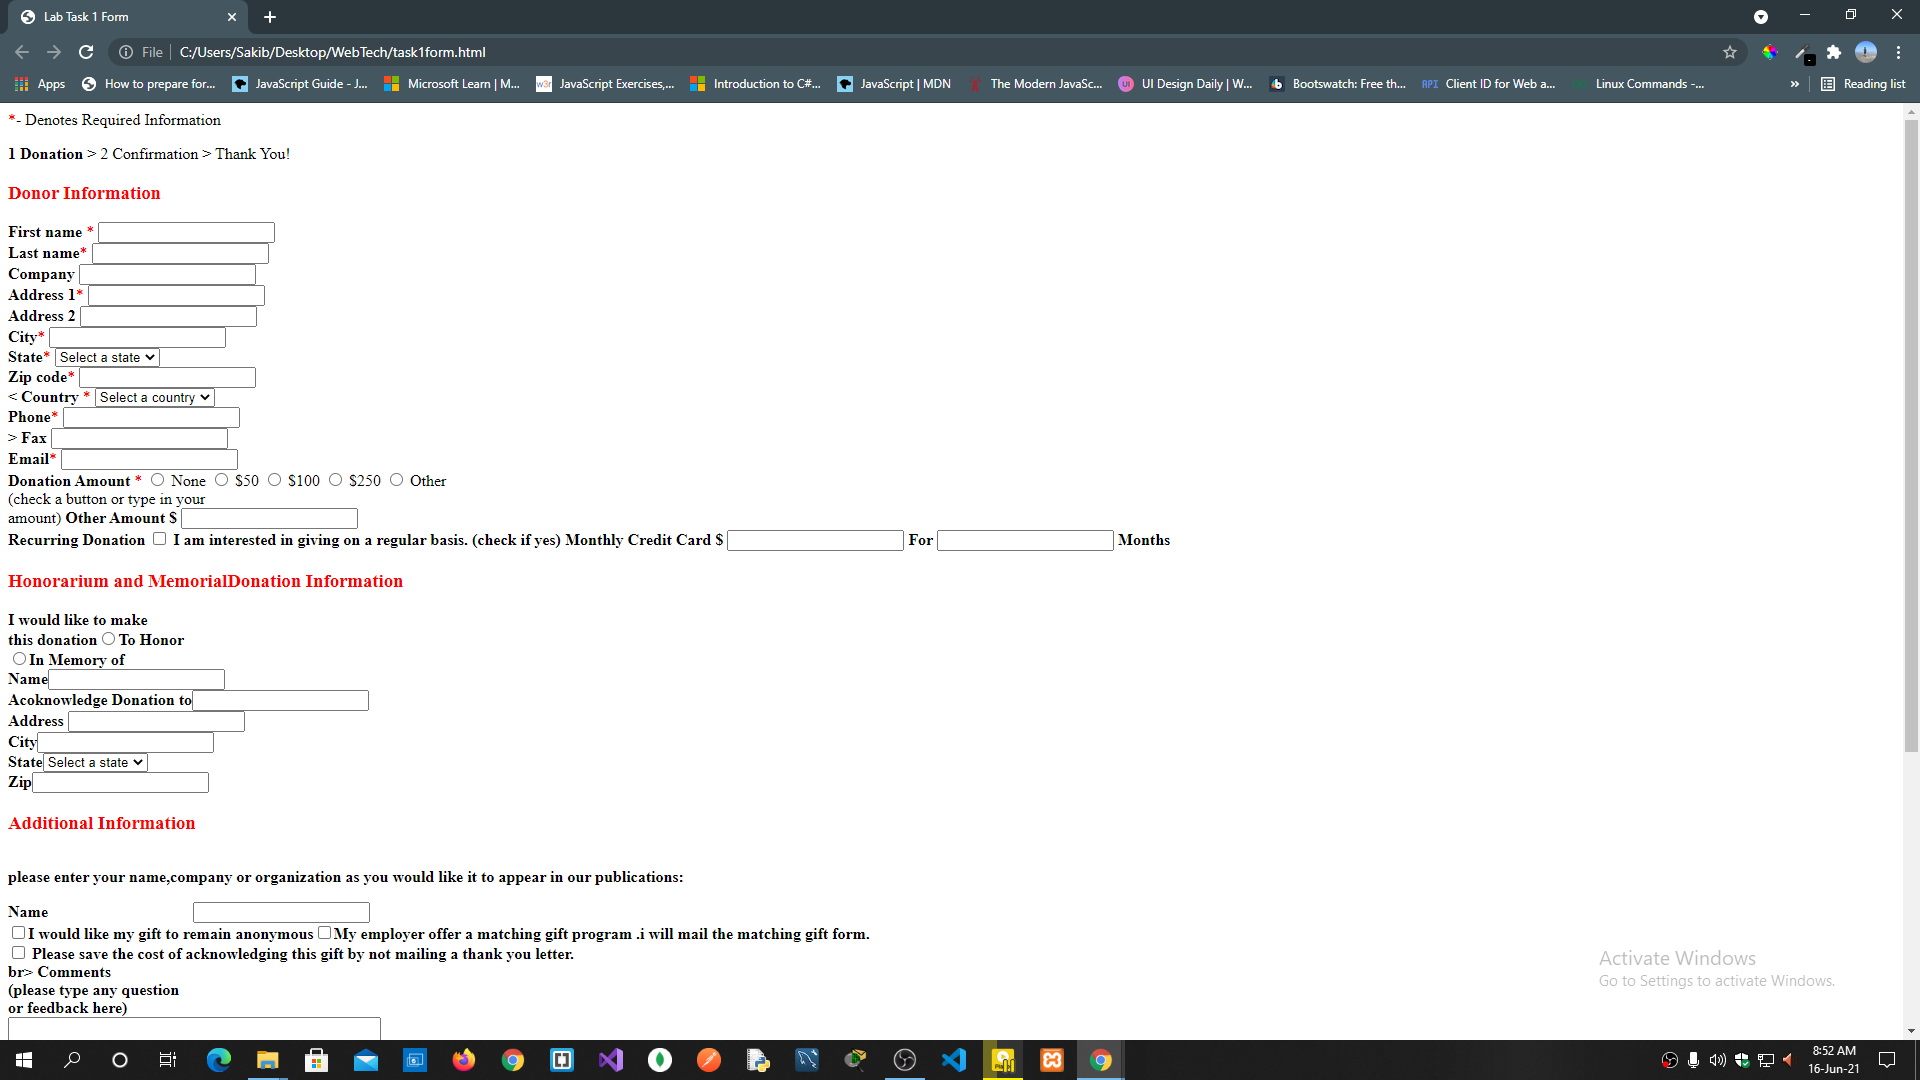 Lab Task 1 Form
File C:/Users/Sakib/Desktop/WebTech/task1form.html
Apps How to prepare for... JavaScript Guide - J... Microsoft Learn | M... w3r JavaScript Exercises,... Introduction to C#... JavaScript | MDN The Modern JavaSc... UI UI Design Daily | W... b Bootswatch: Free th... API Client ID for Web a... Linux Commands -... » Reading list
*- Denotes Required Information
1 Donation > 2 Confirmation > Thank You!
Donor Information
First name *
Last name*
Company
Address 1*
Address 2
City*
State* Select a state
Zip code*
< Country * Select a country
Phone*
> Fax
Email*
Donation Amount * None $50 $100 $250 Other
(check a button or type in your
amount) Other Amount $
Recurring Donation I am interested in giving on a regular basis. (check if yes) Monthly Credit Card $ For Months
Honorarium and MemorialDonation Information
I would like to make
this donation To Honor
In Memory of
Name
Acoknowledge Donation to
Address
City
State Select a state
Zip
Additional Information
please enter your name,company or organization as you would like it to appear in our publications:
Name
I would like my gift to remain anonymous My employer offer a matching gift program .i will mail the matching gift form.
Please save the cost of acknowledging this gift by not mailing a thank you letter.
br> Comments
(please type any question
or feedback here)
Activate Windows
Go to Settings to activate Windows.
8:52 AM
16-Jun-21